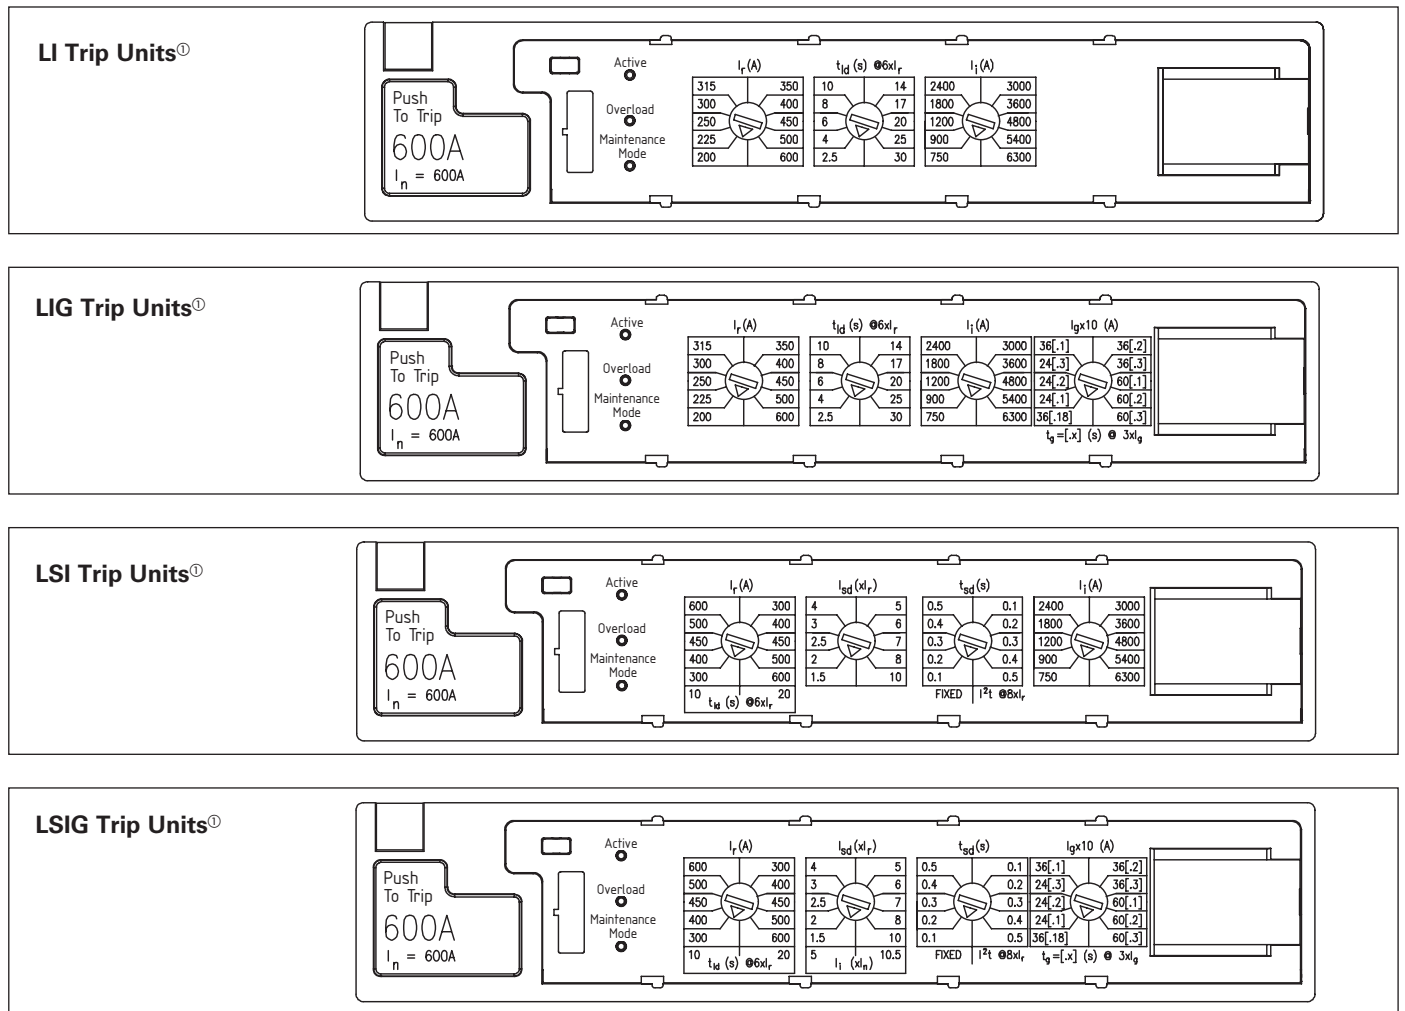 LI Trip Units①
Push
To Trip
600A
In = 600A
Active
Overload
Maintenance
Mode
Ir(A)
315 350
300 400
250 450
225 500
200 600
tld (s) @6xIr
10 14
8 17
6 20
4 25
2.5 30
Ii(A)
2400 3000
1800 3600
1200 4800
900 5400
750 6300
LIG Trip Units①
Push
To Trip
600A
In = 600A
Active
Overload
Maintenance
Mode
Ir(A)
315 350
300 400
250 450
225 500
200 600
tld (s) @6xIr
10 14
8 17
6 20
4 25
2.5 30
Ii(A)
2400 3000
1800 3600
1200 4800
900 5400
750 6300
Igx10 (A)
36[.1] 36[.2]
24[.3] 36[.3]
24[.2] 60[.1]
24[.1] 60[.2]
36[.18] 60[.3]
tg=[.x] (s) @ 3xIg
LSI Trip Units①
Push
To Trip
600A
In = 600A
Active
Overload
Maintenance
Mode
Ir(A)
600 300
500 400
450 450
400 500
300 600
10 20
tld (s) @6xIr
Isd(xIr)
4 5
3 6
2.5 7
2 8
1.5 10
tsd(s)
0.5 0.1
0.4 0.2
0.3 0.3
0.2 0.4
0.1 0.5
FIXED I²t @8xIr
Ii(A)
2400 3000
1800 3600
1200 4800
900 5400
750 6300
LSIG Trip Units①
Push
To Trip
600A
In = 600A
Active
Overload
Maintenance
Mode
Ir(A)
600 300
500 400
450 450
400 500
300 600
10 20
tld (s) @6xIr
Isd(xIr)
4 5
3 6
2.5 7
2 8
1.5 10
5 10.5
Ii (xIn)
tsd(s)
0.5 0.1
0.4 0.2
0.3 0.3
0.2 0.4
0.1 0.5
FIXED I²t @8xIr
Igx10 (A)
36[.1] 36[.2]
24[.3] 36[.3]
24[.2] 60[.1]
24[.1] 60[.2]
36[.18] 60[.3]
tg=[.x] (s) @ 3xIg